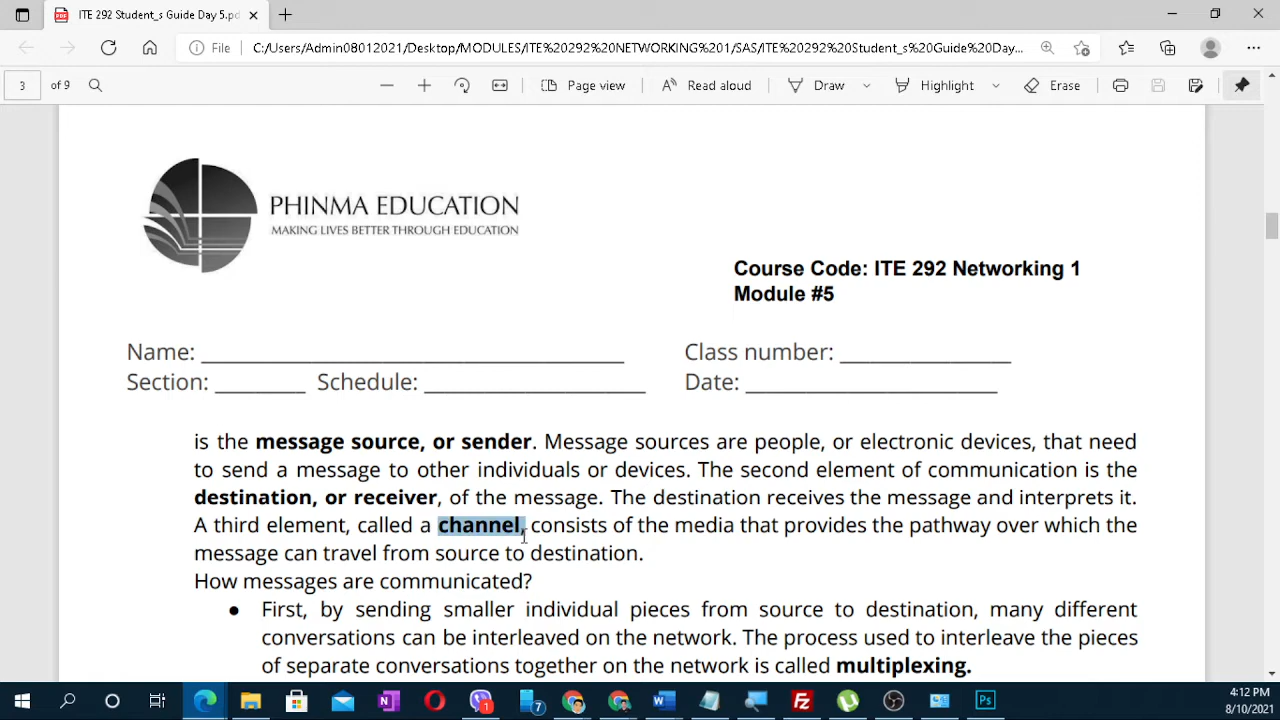 ITE 292 Student_s Guide Day 5.pd
File
C:/Users/Admin08012021/Desktop/MODULES/ITE%20292%20NETWORKING%201/SAS/ITE%20292%20Student_s%20Guide%20Day...
3 of 9
Page view
Read aloud
Draw
Highlight
Erase
PHINMA EDUCATION
MAKING LIVES BETTER THROUGH EDUCATION
Course Code: ITE 292 Networking 1
Module #5
Name: ___________________________________ Class number: ______________
Section: ________ Schedule: ___________________ Date: _____________________
is the message source, or sender. Message sources are people, or electronic devices, that need
to send a message to other individuals or devices. The second element of communication is the
destination, or receiver, of the message. The destination receives the message and interprets it.
A third element, called a channel, consists of the media that provides the pathway over which the
message can travel from source to destination.
How messages are communicated?
● First, by sending smaller individual pieces from source to destination, many different
conversations can be interleaved on the network. The process used to interleave the pieces
of separate conversations together on the network is called multiplexing.
4:12 PM
8/10/2021